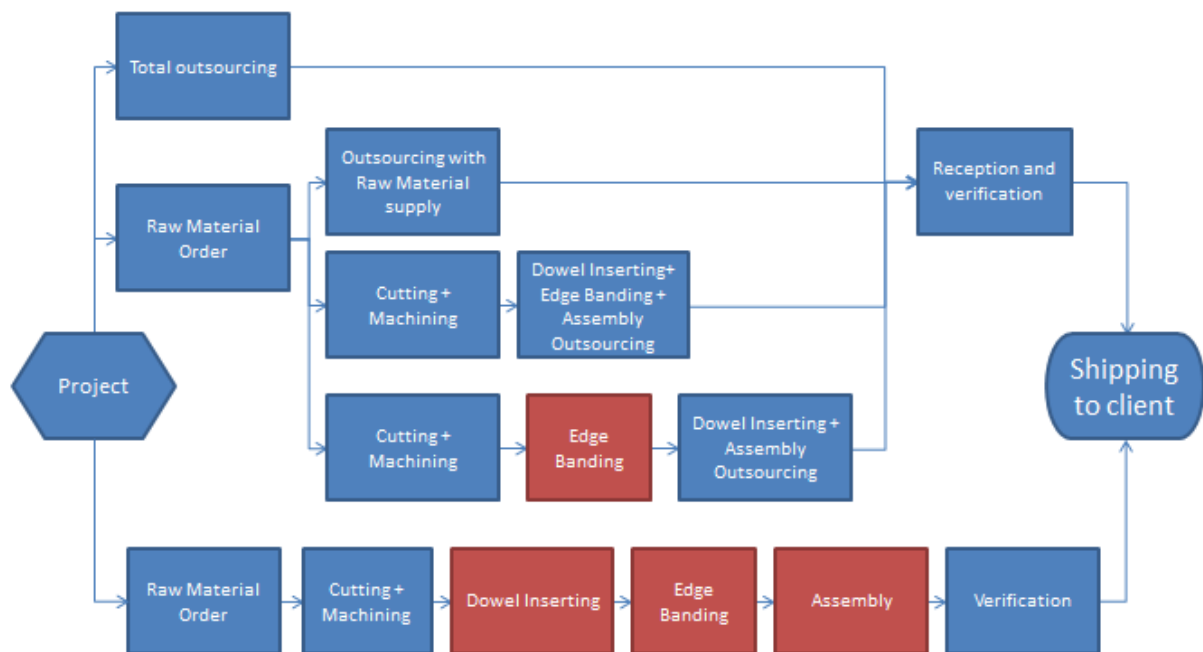 Total outsourcing
Outsourcing with
Raw Material
supply
Reception and
verification
Raw Material
Order
Cutting +
Machining
Dowel Inserting+
Edge Banding +
Assembly
Outsourcing
Project
Shipping
to client
Cutting +
Machining
Edge
Banding
Dowel Inserting +
Assembly
Outsourcing
Raw Material
Order
Cutting +
Machining
Dowel Inserting
Edge
Banding
Assembly
Verification